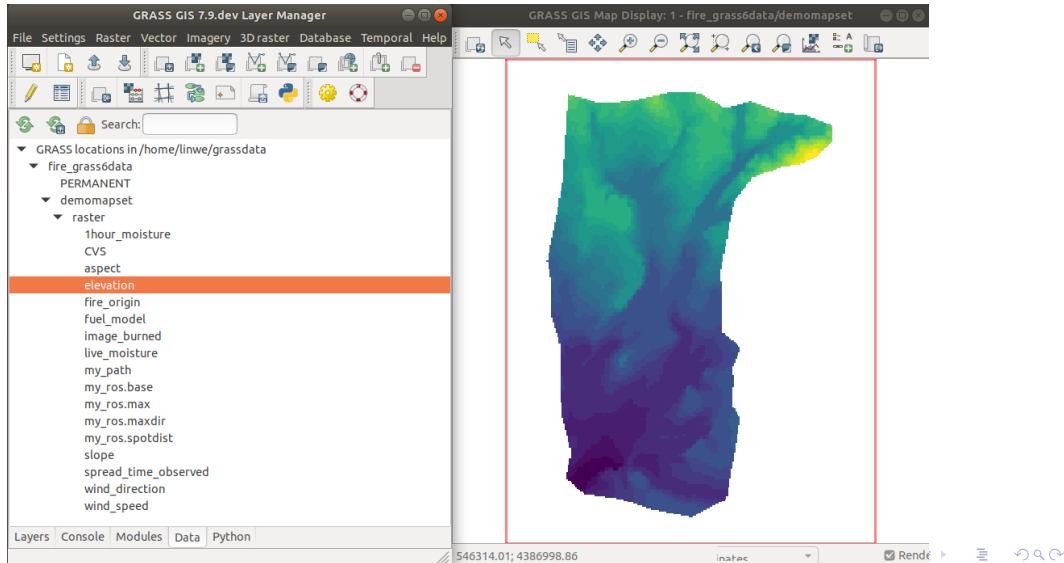 GRASS GIS 7.9.dev Layer Manager
File Settings Raster Vector Imagery 3D raster Database Temporal Help
Search:
GRASS locations in /home/linwe/grassdata
fire_grass6data
PERMANENT
demomapset
raster
1hour_moisture
CVS
aspect
elevation
fire_origin
fuel_model
image_burned
live_moisture
my_path
my_ros.base
my_ros.max
my_ros.maxdir
my_ros.spotdist
slope
spread_time_observed
wind_direction
wind_speed
Layers Console Modules Data Python
GRASS GIS Map Display: 1 - fire_grass6data/demomapset
546314.01; 4386998.86